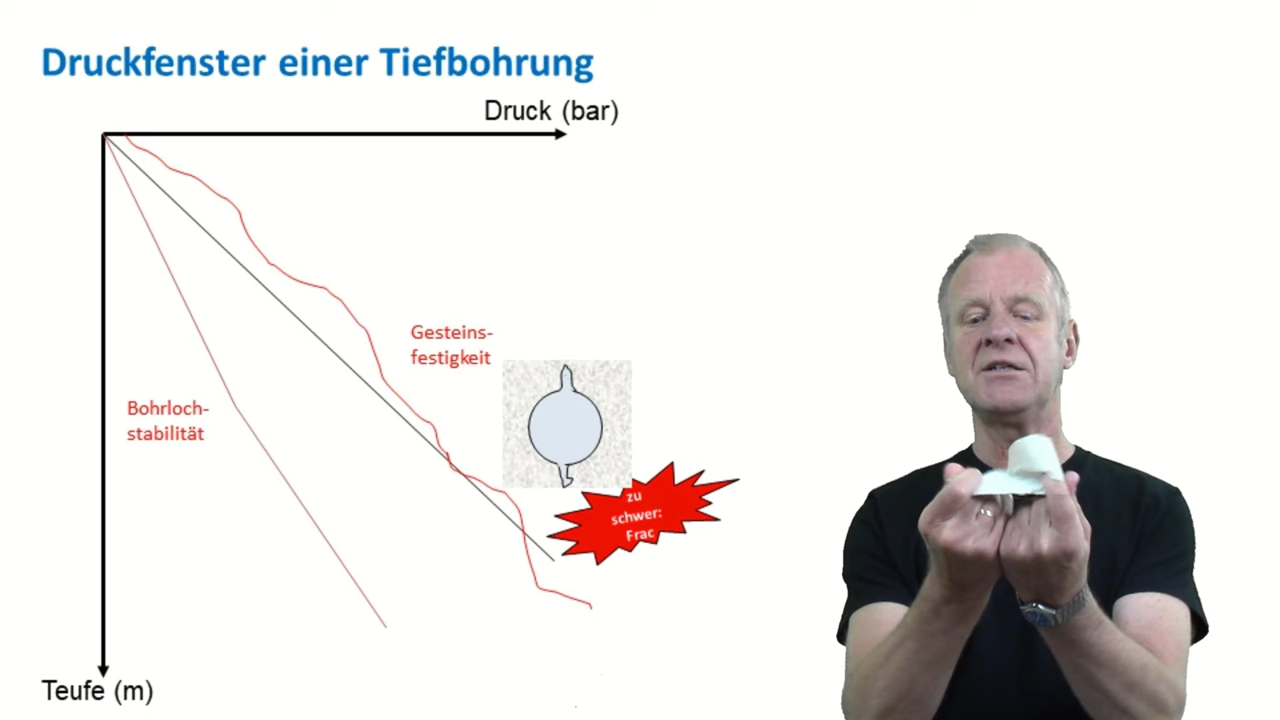 Druckfenster einer Tiefbohrung
Druck (bar)
Gesteins-
festigkeit
Bohrloch-
stabilität
zu
schwer:
Frac
Teufe (m)